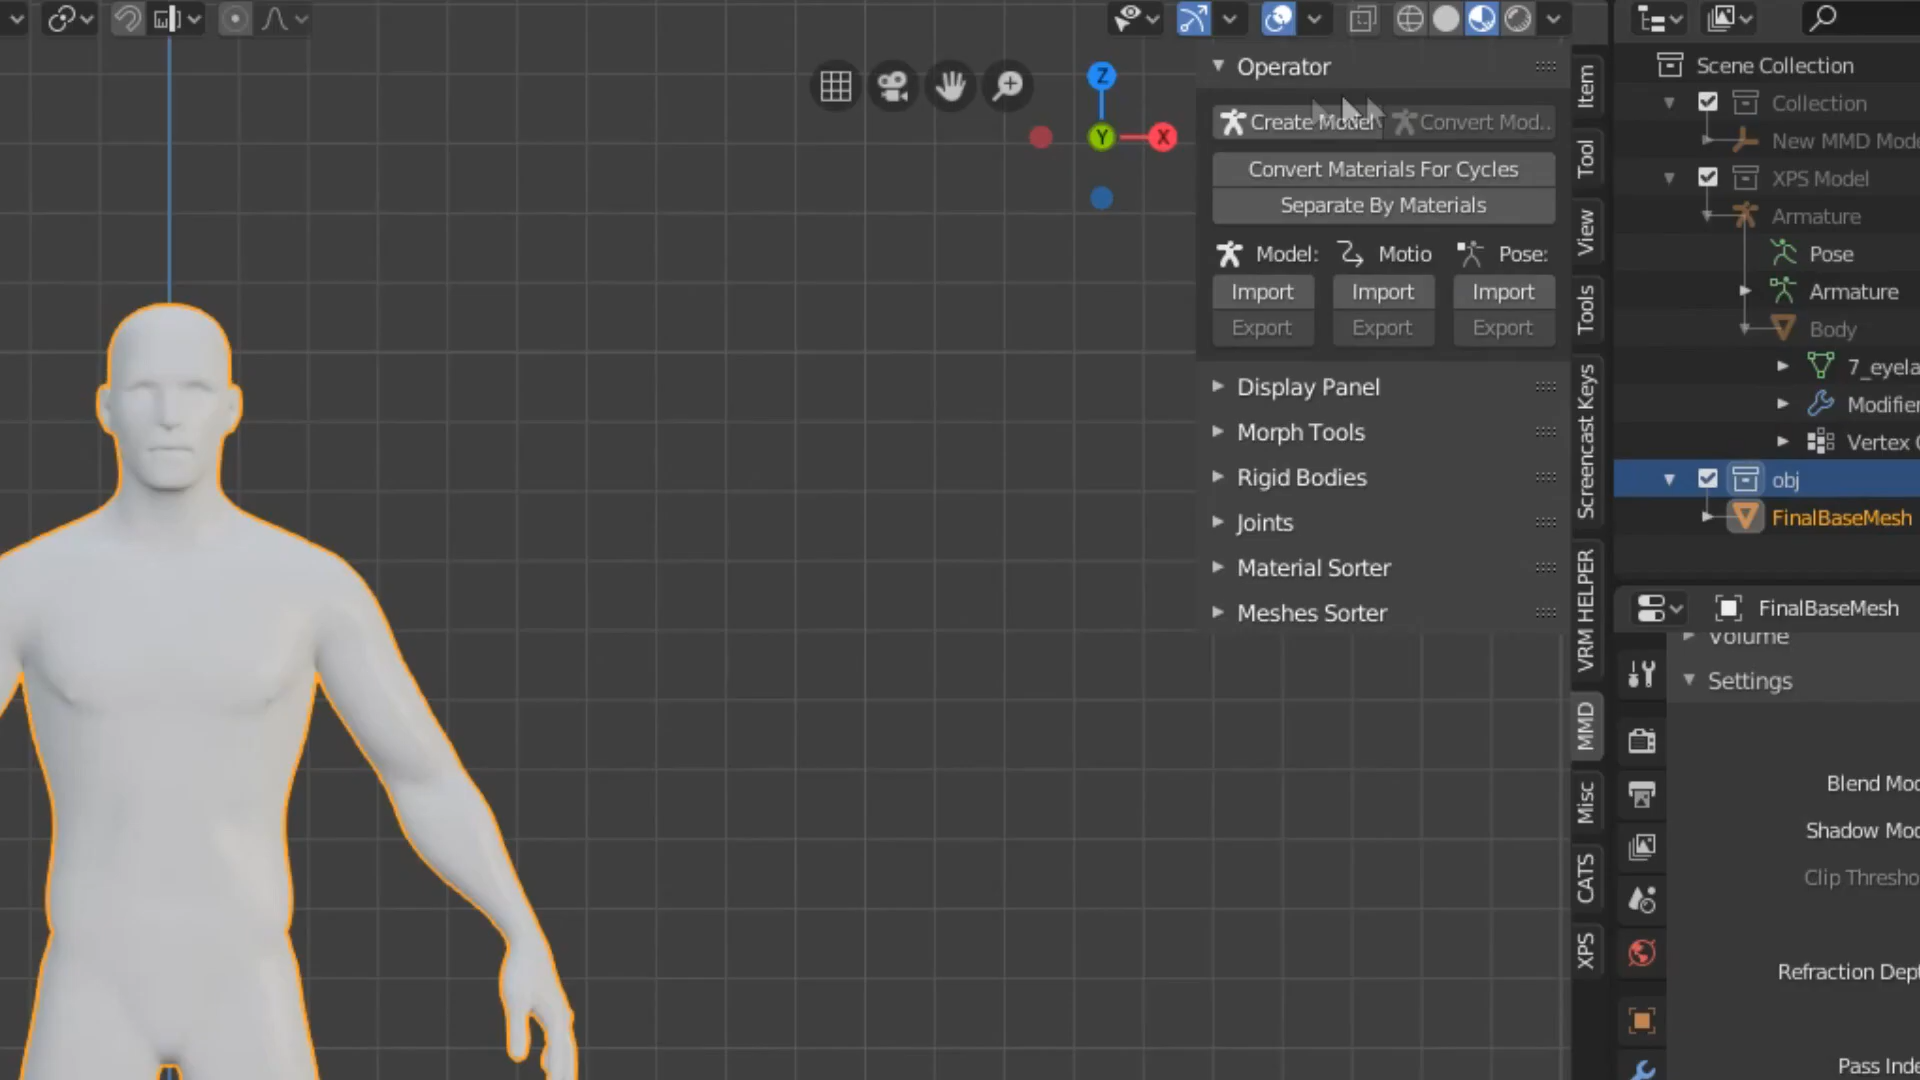 Operator
Create Model
Convert Mod..
Convert Materials For Cycles
Separate By Materials
Model:
Motio
Pose:
Import
Import
Import
Export
Export
Export
Display Panel
Morph Tools
Rigid Bodies
Joints
Material Sorter
Meshes Sorter
Z
Y
X
Item
Tool
View
Tools
Screencast Keys
VRM HELPER
MMD
Misc
CATS
XPS
Scene Collection
Collection
New MMD Mode
XPS Model
Armature
Pose
Armature
Body
7_eyela
Modifier
Vertex G
obj
FinalBaseMesh
FinalBaseMesh
Volume
Settings
Blend Mod
Shadow Mod
Clip Thresho
Refraction Dept
Pass Inde